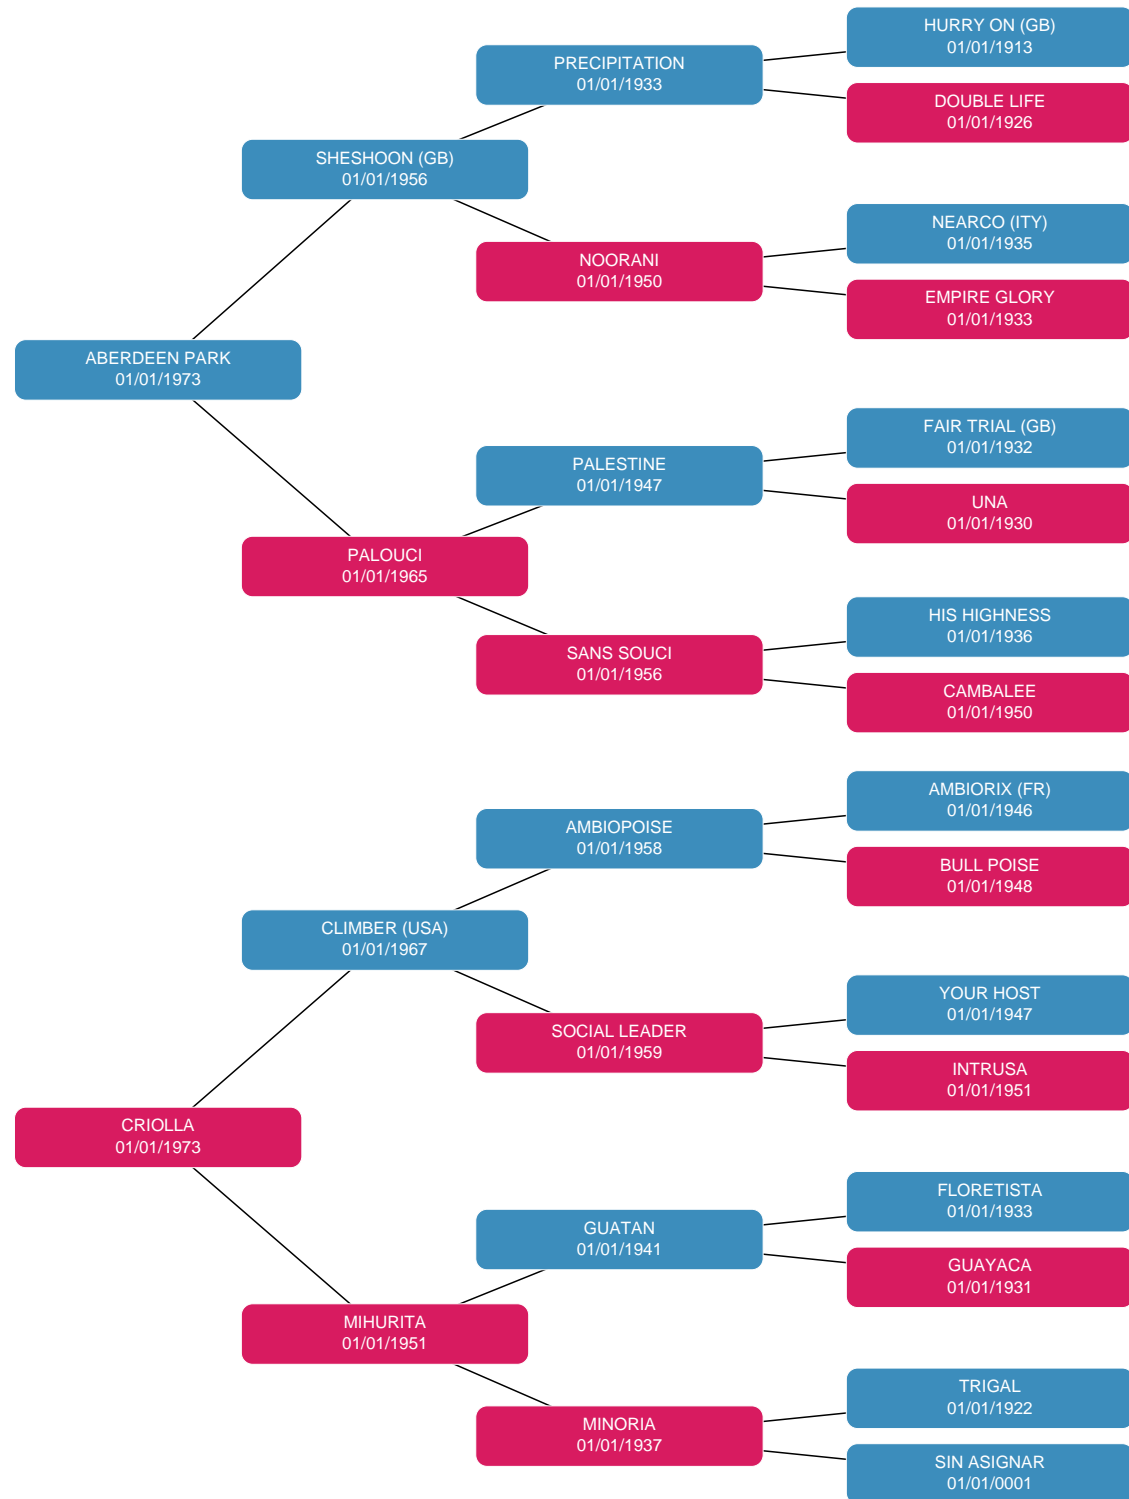 HURRY ON (GB)
01/01/1913
PRECIPITATION
01/01/1933
DOUBLE LIFE
01/01/1926
SHESHOON (GB)
01/01/1956
NEARCO (ITY)
01/01/1935
NOORANI
01/01/1950
EMPIRE GLORY
01/01/1933
ABERDEEN PARK
01/01/1973
FAIR TRIAL (GB)
01/01/1932
PALESTINE
01/01/1947
UNA
01/01/1930
PALOUCI
01/01/1965
HIS HIGHNESS
01/01/1936
SANS SOUCI
01/01/1956
CAMBALEE
01/01/1950
AMBIORIX (FR)
01/01/1946
AMBIOPOISE
01/01/1958
BULL POISE
01/01/1948
CLIMBER (USA)
01/01/1967
YOUR HOST
01/01/1947
SOCIAL LEADER
01/01/1959
INTRUSA
01/01/1951
CRIOLLA
01/01/1973
FLORETISTA
01/01/1933
GUATAN
01/01/1941
GUAYACA
01/01/1931
MIHURITA
01/01/1951
TRIGAL
01/01/1922
MINORIA
01/01/1937
SIN ASIGNAR
01/01/0001